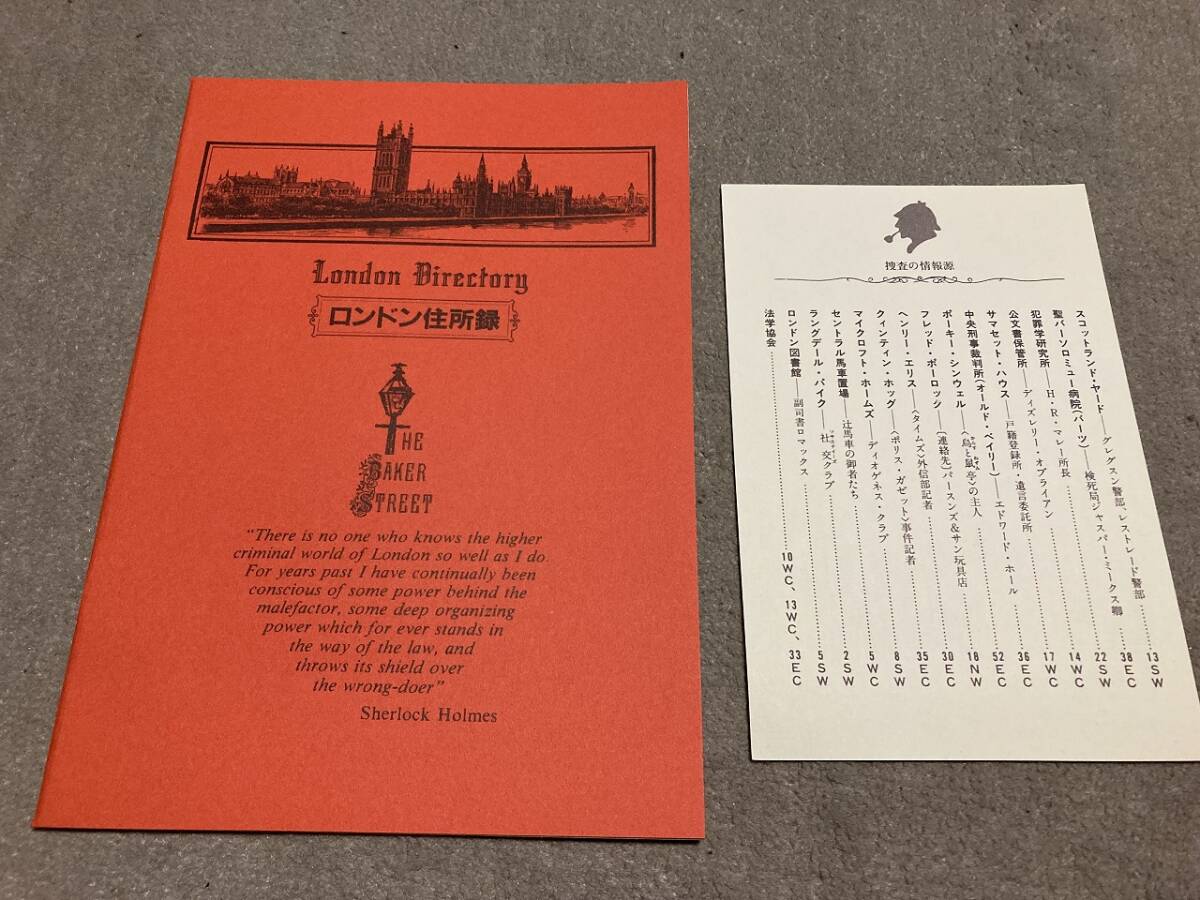 London Directory
ロンドン住所録
THE
BAKER
STREET
"There is no one who knows the higher
criminal world of London so well as I do.
For years past I have continually been
conscious of some power behind the
malefactor, some deep organizing
power which for ever stands in
the way of the law, and
throws its shield over
the wrong-doer"
Sherlock Holmes
捜査の情報源
スコットランド・ヤード――グレグスン警部、レストレード警部……13SW
聖バーソロミュー病院(バーツ)――検死局ジャスパー・ミークス卿……38EC
犯罪学研究所――H・R・マレー所長……22SW
公文書保管所――ディズレリー・オブライアン……14WC
サマセット・ハウス――戸籍登録所・遺言委託所……17WC
中央刑事裁判所(オールド・ベイリー)――エドワード・ホール……36EC
ポーキー・シンウェル――〈烏と鼠亭〉の主人……52EC
フレッド・ポーロック――(連絡先)パースンズ&サン玩具店……18NW
ヘンリー・エリス――〈タイムズ〉外信部記者……30EC
クィンティン・ホッグ――〈ポリス・ガゼット〉事件記者……35EC
マイクロフト・ホームズ――ディオゲネス・クラブ……8SW
セントラル馬車置場――辻馬車の御者たち……5WC
ラングデール・パイク――社交クラブ……2SW
ロンドン図書館――副司書ロマックス……5SW
法学協会……10WC、13WC、33EC